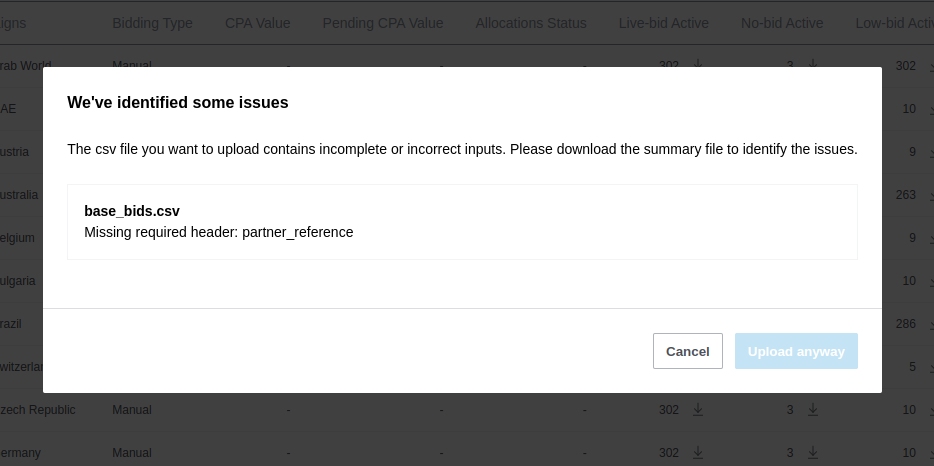 igns Bidding Type CPA Value Pending CPA Value Allocations Status Live-bid Active No-bid Active Low-bid Activ
rab World Manual - - - 302 3 302
We've identified some issues
AE 10
The csv file you want to upload contains incomplete or incorrect inputs. Please download the summary file to identify the issues.
ustria 9
ustralia 263
base_bids.csv
Missing required header: partner_reference
elgium 9
ulgaria 10
razil 286
Cancel Upload anyway
witzerlan 5
zech Republic Manual - - - 302 3 10
ermany Manual - - - 302 3 10